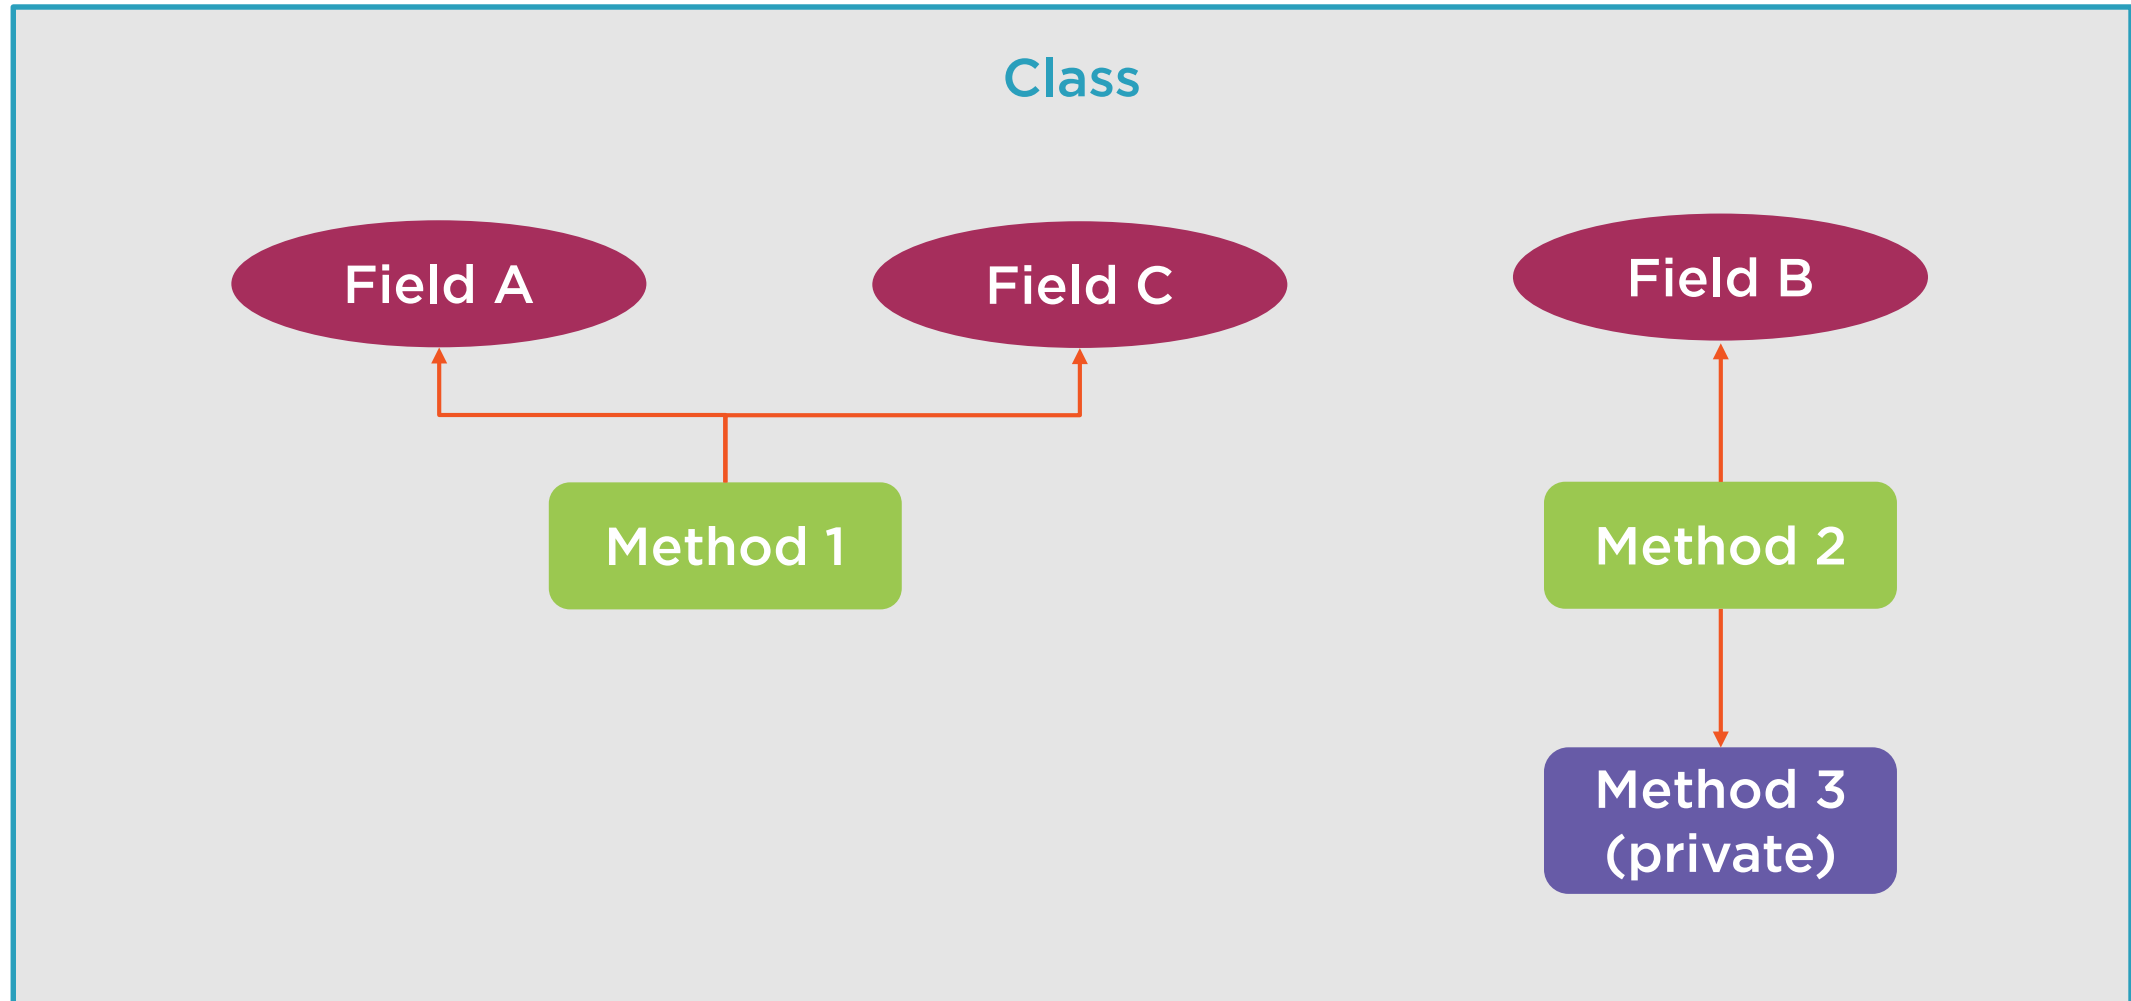 Class
Field A
Field C
Field B
Method 1
Method 2
Method 3
(private)